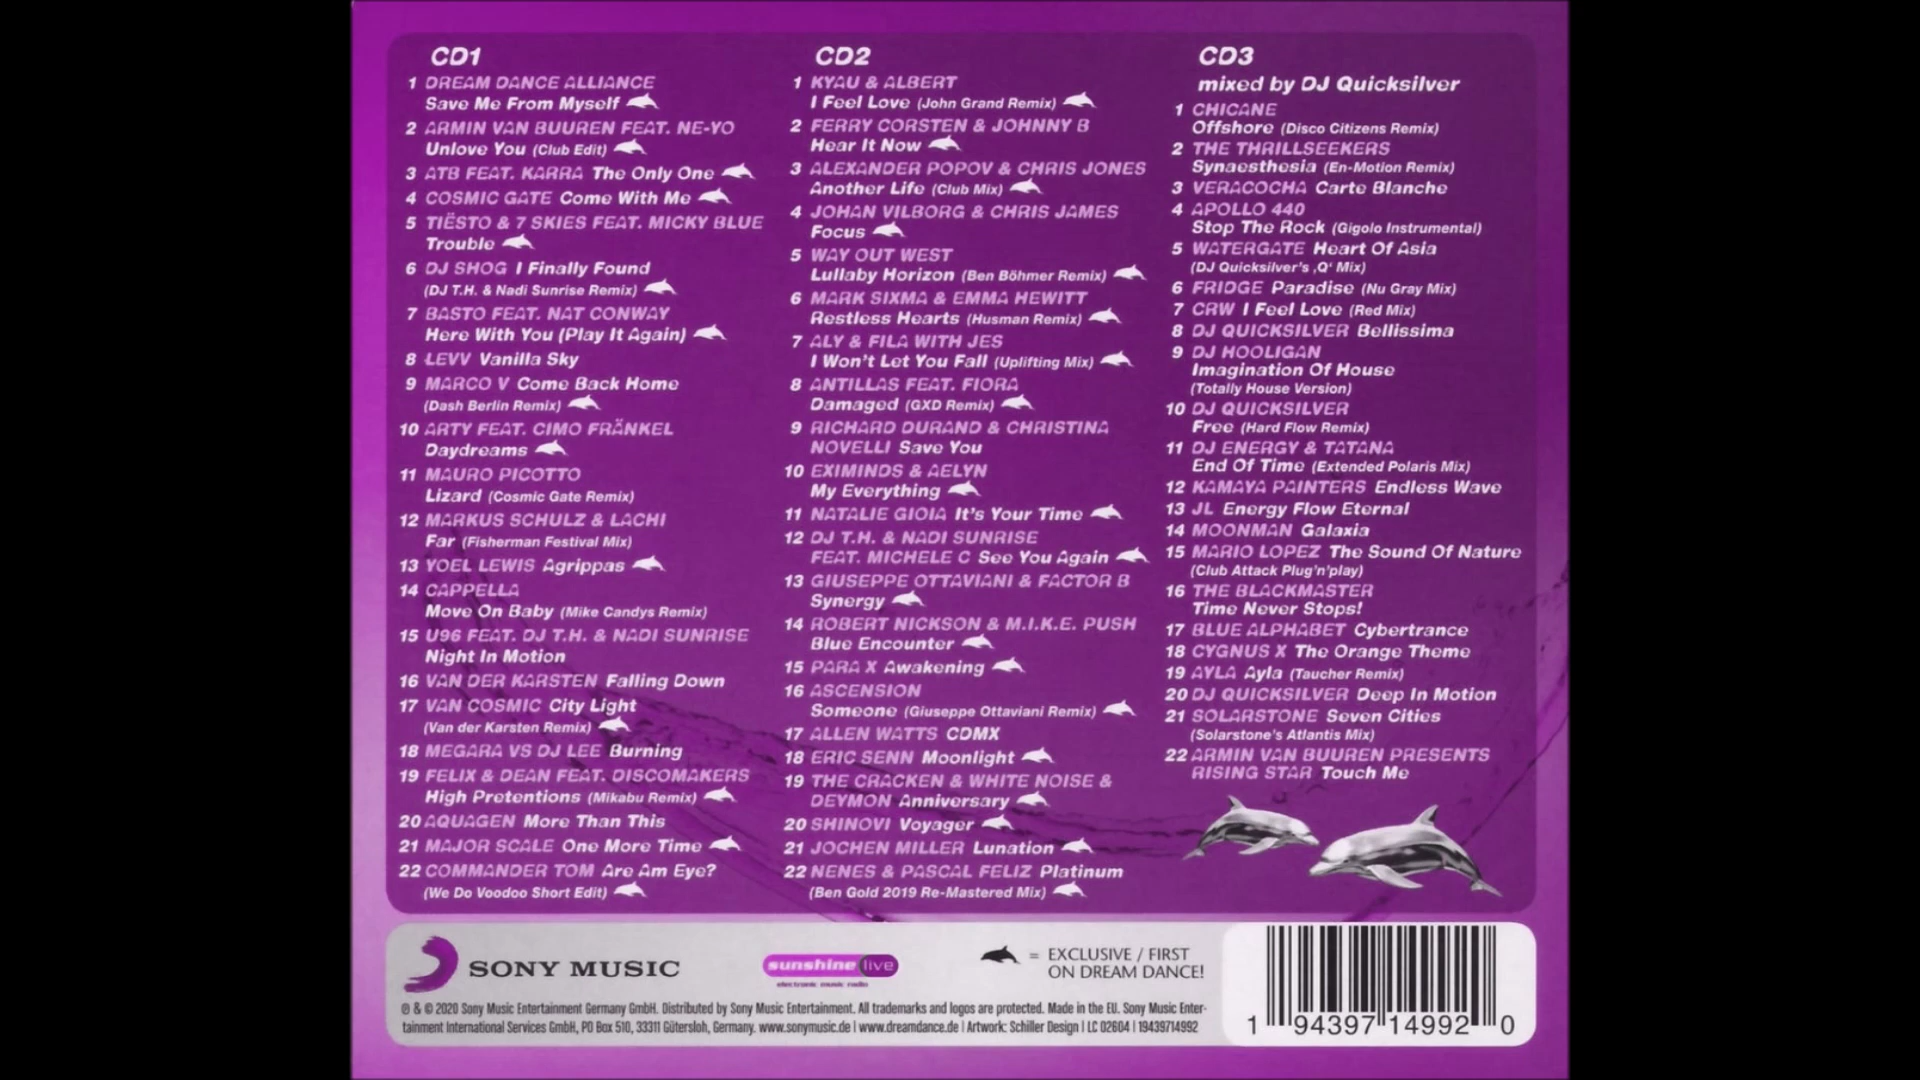 CD1
1 DREAM DANCE ALLIANCE
Save Me From Myself
2 ARMIN VAN BUUREN FEAT. NE-YO
Unlove You (Club Edit)
3 ATB FEAT. KARRA The Only One
4 COSMIC GATE Come With Me
5 TIËSTO & 7 SKIES FEAT. MICKY BLUE
Trouble
6 DJ SHOG I Finally Found
(DJ T.H. & Nadi Sunrise Remix)
7 BASTO FEAT. NAT CONWAY
Here With You (Play It Again)
8 LEVV Vanilla Sky
9 MARCO V Come Back Home
(Dash Berlin Remix)
10 ARTY FEAT. CIMO FRÄNKEL
Daydreams
11 MAURO PICOTTO
Lizard (Cosmic Gate Remix)
12 MARKUS SCHULZ & LACHI
Far (Fisherman Festival Mix)
13 YOEL LEWIS Agrippas
14 CAPPELLA
Move On Baby (Mike Candys Remix)
15 U96 FEAT. DJ T.H. & NADI SUNRISE
Night In Motion
16 VAN DER KARSTEN Falling Down
17 VAN COSMIC City Light
(Van der Karsten Remix)
18 MEGARA VS DJ LEE Burning
19 FELIX & DEAN FEAT. DISCOMAKERS
High Pretentions (Mikabu Remix)
20 AQUAGEN More Than This
21 MAJOR SCALE One More Time
22 COMMANDER TOM Are Am Eye?
(We Do Voodoo Short Edit)
CD2
1 KYAU & ALBERT
I Feel Love (John Grand Remix)
2 FERRY CORSTEN & JOHNNY B
Hear It Now
3 ALEXANDER POPOV & CHRIS JONES
Another Life (Club Mix)
4 JOHAN VILBORG & CHRIS JAMES
Focus
5 WAY OUT WEST
Lullaby Horizon (Ben Böhmer Remix)
6 MARK SIXMA & EMMA HEWITT
Restless Hearts (Husman Remix)
7 ALY & FILA WITH JES
I Won't Let You Fall (Uplifting Mix)
8 ANTILLAS FEAT. FIORA
Damaged (GXD Remix)
9 RICHARD DURAND & CHRISTINA
NOVELLI Save You
10 EXIMINDS & AELYN
My Everything
11 NATALIE GIOIA It's Your Time
12 DJ T.H. & NADI SUNRISE
FEAT. MICHELE C See You Again
13 GIUSEPPE OTTAVIANI & FACTOR B
Synergy
14 ROBERT NICKSON & M.I.K.E. PUSH
Blue Encounter
15 PARA X Awakening
16 ASCENSION
Someone (Giuseppe Ottaviani Remix)
17 ALLEN WATTS CDMX
18 ERIC SENN Moonlight
19 THE CRACKEN & WHITE NOISE &
DEYMON Anniversary
20 SHINOVI Voyager
21 JOCHEN MILLER Lunation
22 NENES & PASCAL FELIZ Platinum
(Ben Gold 2019 Re-Mastered Mix)
CD3
mixed by DJ Quicksilver
1 CHICANE
Offshore (Disco Citizens Remix)
2 THE THRILLSEEKERS
Synaesthesia (En-Motion Remix)
3 VERACOCHA Carte Blanche
4 APOLLO 440
Stop The Rock (Gigolo Instrumental)
5 WATERGATE Heart Of Asia
(DJ Quicksilver's ‚Q' Mix)
6 FRIDGE Paradise (Nu Gray Mix)
7 CRW I Feel Love (Red Mix)
8 DJ QUICKSILVER Bellissima
9 DJ HOOLIGAN
Imagination Of House
(Totally House Version)
10 DJ QUICKSILVER
Free (Hard Flow Remix)
11 DJ ENERGY & TATANA
End Of Time (Extended Polaris Mix)
12 KAMAYA PAINTERS Endless Wave
13 JL Energy Flow Eternal
14 MOONMAN Galaxia
15 MARIO LOPEZ The Sound Of Nature
(Club Attack Plug'n'play)
16 THE BLACKMASTER
Time Never Stops!
17 BLUE ALPHABET Cybertrance
18 CYGNUS X The Orange Theme
19 AYLA Ayla (Taucher Remix)
20 DJ QUICKSILVER Deep In Motion
21 SOLARSTONE Seven Cities
(Solarstone's Atlantis Mix)
22 ARMIN VAN BUUREN PRESENTS
RISING STAR Touch Me
SONY MUSIC
sunshine live
electronic music radio
= EXCLUSIVE / FIRST
ON DREAM DANCE!
℗ & © 2020 Sony Music Entertainment Germany GmbH. Distributed by Sony Music Entertainment. All trademarks and logos are protected. Made in the EU. Sony Music Enter-
tainment International Services GmbH, PO Box 510, 33311 Gütersloh, Germany. www.sonymusic.de | www.dreamdance.de | Artwork: Schiller Design | LC 02604 | 19439714992
1 94397 14992 0